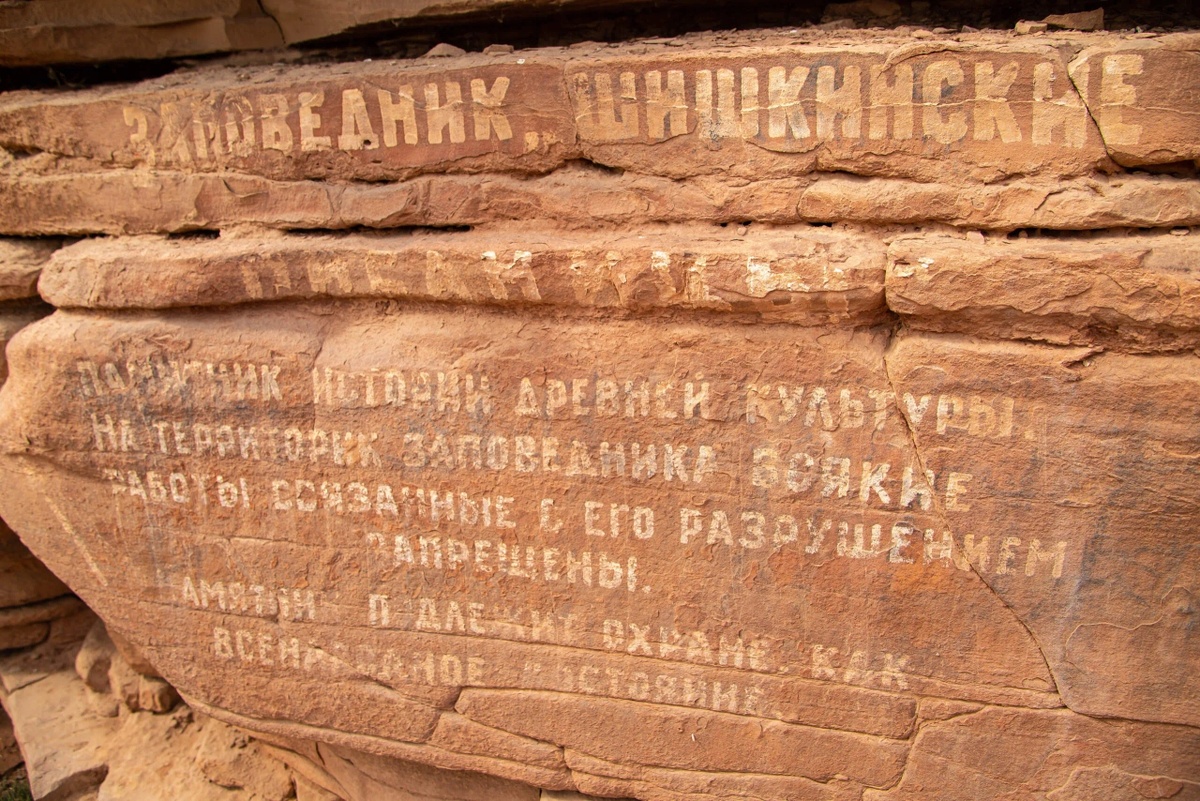 ЗАПОВЕДНИК „ШИШКИНСКИЕ
ПИСАНИЦЫ"
ПАМЯТНИК ИСТОРИИ ДРЕВНЕЙ КУЛЬТУРЫ.
НА ТЕРРИТОРИИ ЗАПОВЕДНИКА ВСЯКИЕ
РАБОТЫ СВЯЗАННЫЕ С ЕГО РАЗРУШЕНИЕМ
ЗАПРЕЩЕНЫ.
ПОДЛЕЖИТ ОХРАНЕ КАК
ВСЕНАРОДНОЕ ДОСТОЯНИЕ.